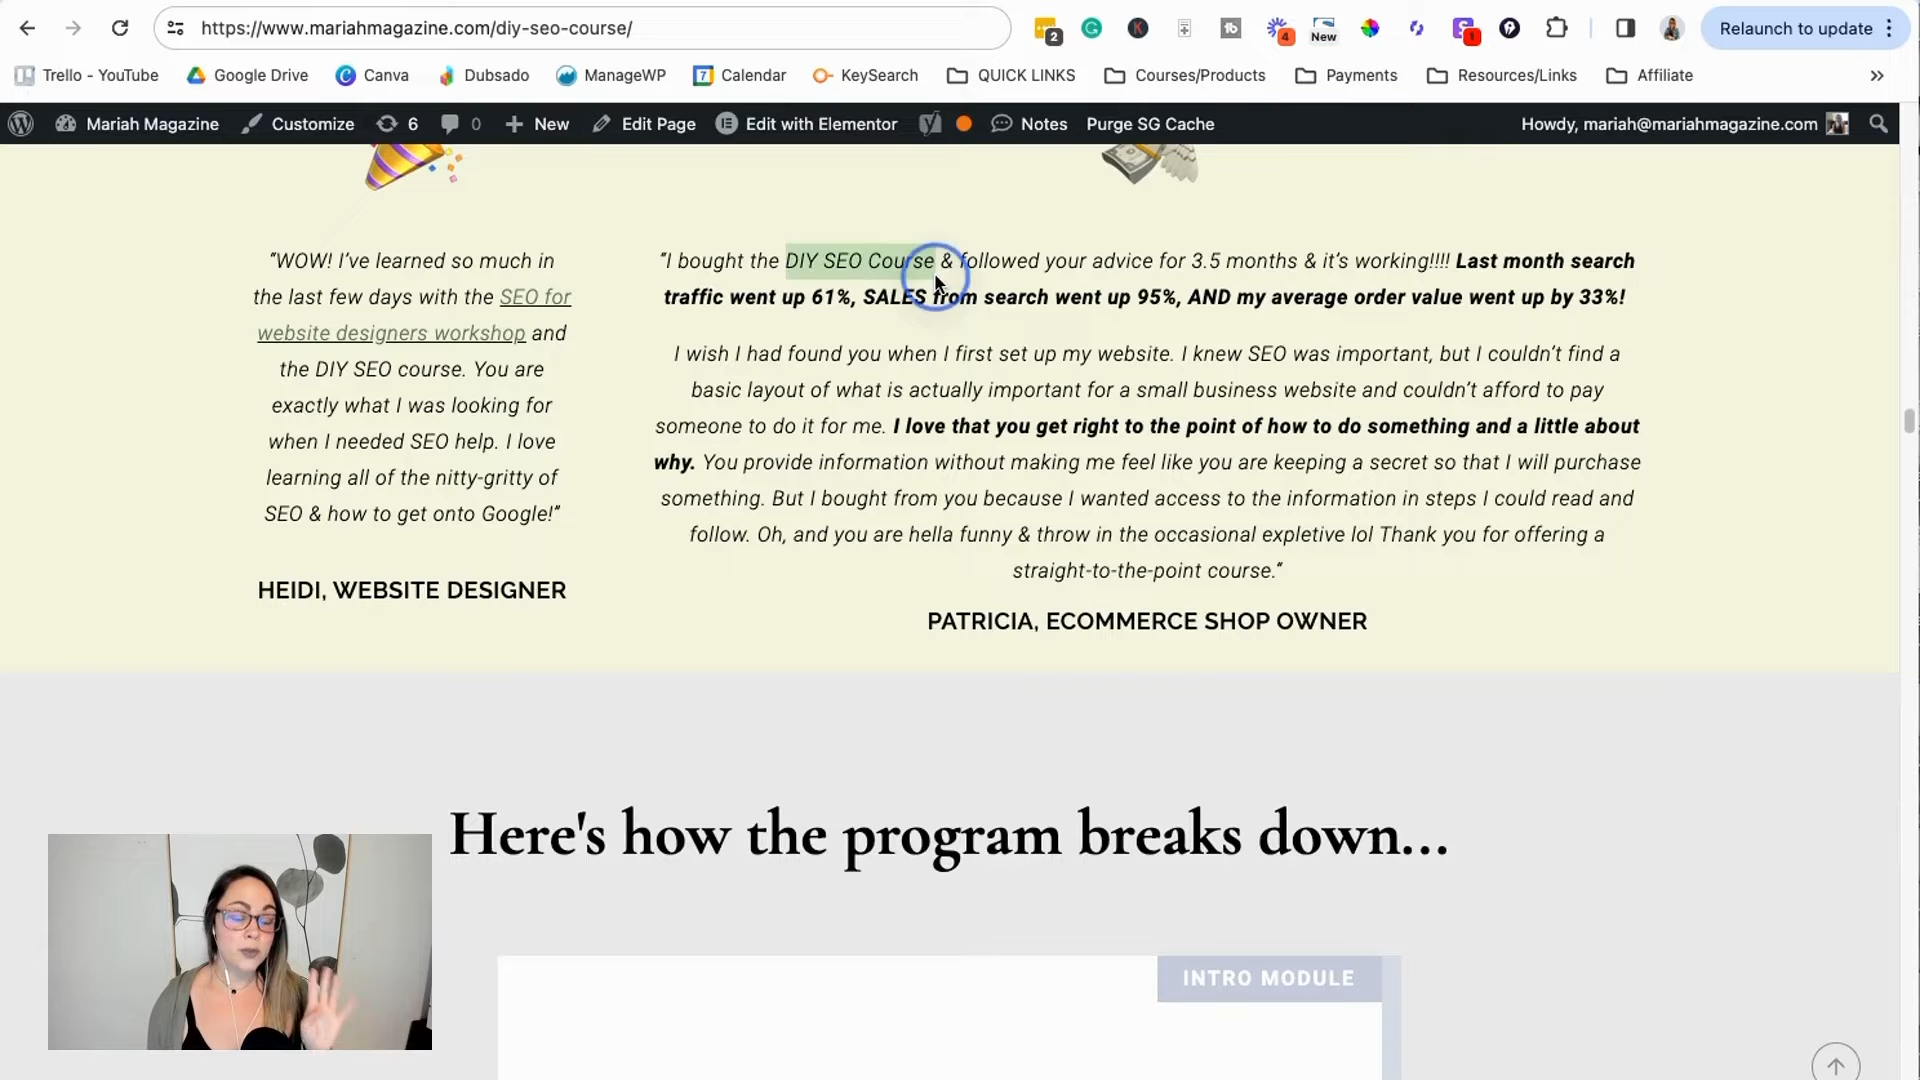 https://www.mariahmagazine.com/diy-seo-course/
2
4
New
1
Relaunch to update
Trello - YouTube
Google Drive
Canva
Dubsado
ManageWP
7
Calendar
KeySearch
QUICK LINKS
Courses/Products
Payments
Resources/Links
Affiliate
»
Mariah Magazine
Customize
6
0
New
Edit Page
Edit with Elementor
Notes
Purge SG Cache
Howdy, mariah@mariahmagazine.com
“WOW! I’ve learned so much in
the last few days with the SEO for
website designers workshop and
the DIY SEO course. You are
exactly what I was looking for
when I needed SEO help. I love
learning all of the nitty-gritty of
SEO & how to get onto Google!”
HEIDI, WEBSITE DESIGNER
“I bought the DIY SEO Course & followed your advice for 3.5 months & it’s working!!!! Last month search
traffic went up 61%, SALES from search went up 95%, AND my average order value went up by 33%!
I wish I had found you when I first set up my website. I knew SEO was important, but I couldn’t find a
basic layout of what is actually important for a small business website and couldn’t afford to pay
someone to do it for me. I love that you get right to the point of how to do something and a little about
why. You provide information without making me feel like you are keeping a secret so that I will purchase
something. But I bought from you because I wanted access to the information in steps I could read and
follow. Oh, and you are hella funny & throw in the occasional expletive lol Thank you for offering a
straight-to-the-point course.“
PATRICIA, ECOMMERCE SHOP OWNER
Here's how the program breaks down...
INTRO MODULE